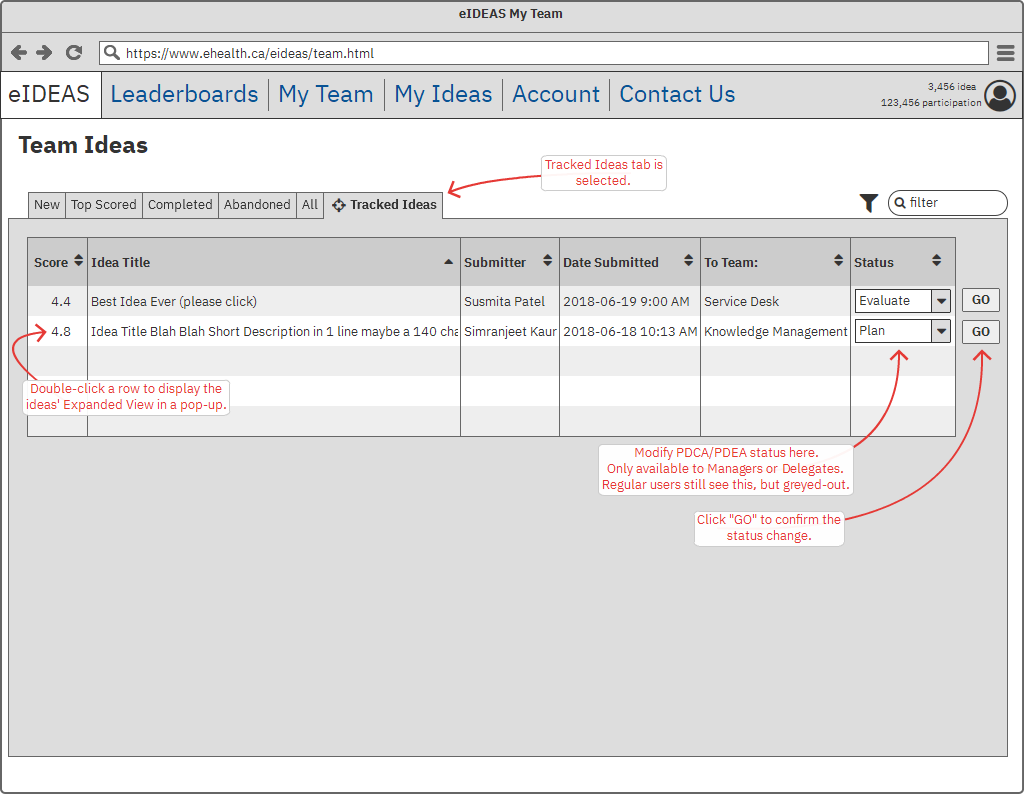 eIDEAS My Team
https://www.ehealth.ca/eideas/team.html
eIDEAS Leaderboards My Team My Ideas Account Contact Us
3,456 idea
123,456 participation
Team Ideas
Tracked Ideas tab is
selected.
New Top Scored Completed Abandoned All Tracked Ideas
filter
Score Idea Title Submitter Date Submitted To Team: Status
4.4 Best Idea Ever (please click) Susmita Patel 2018-06-19 9:00 AM Service Desk Evaluate GO
4.8 Idea Title Blah Blah Short Description in 1 line maybe a 140 cha Simranjeet Kaur 2018-06-18 10:13 AM Knowledge Management Plan GO
Double-click a row to display the
ideas' Expanded View in a pop-up.
Modify PDCA/PDEA status here.
Only available to Managers or Delegates.
Regular users still see this, but greyed-out.
Click "GO" to confirm the
status change.